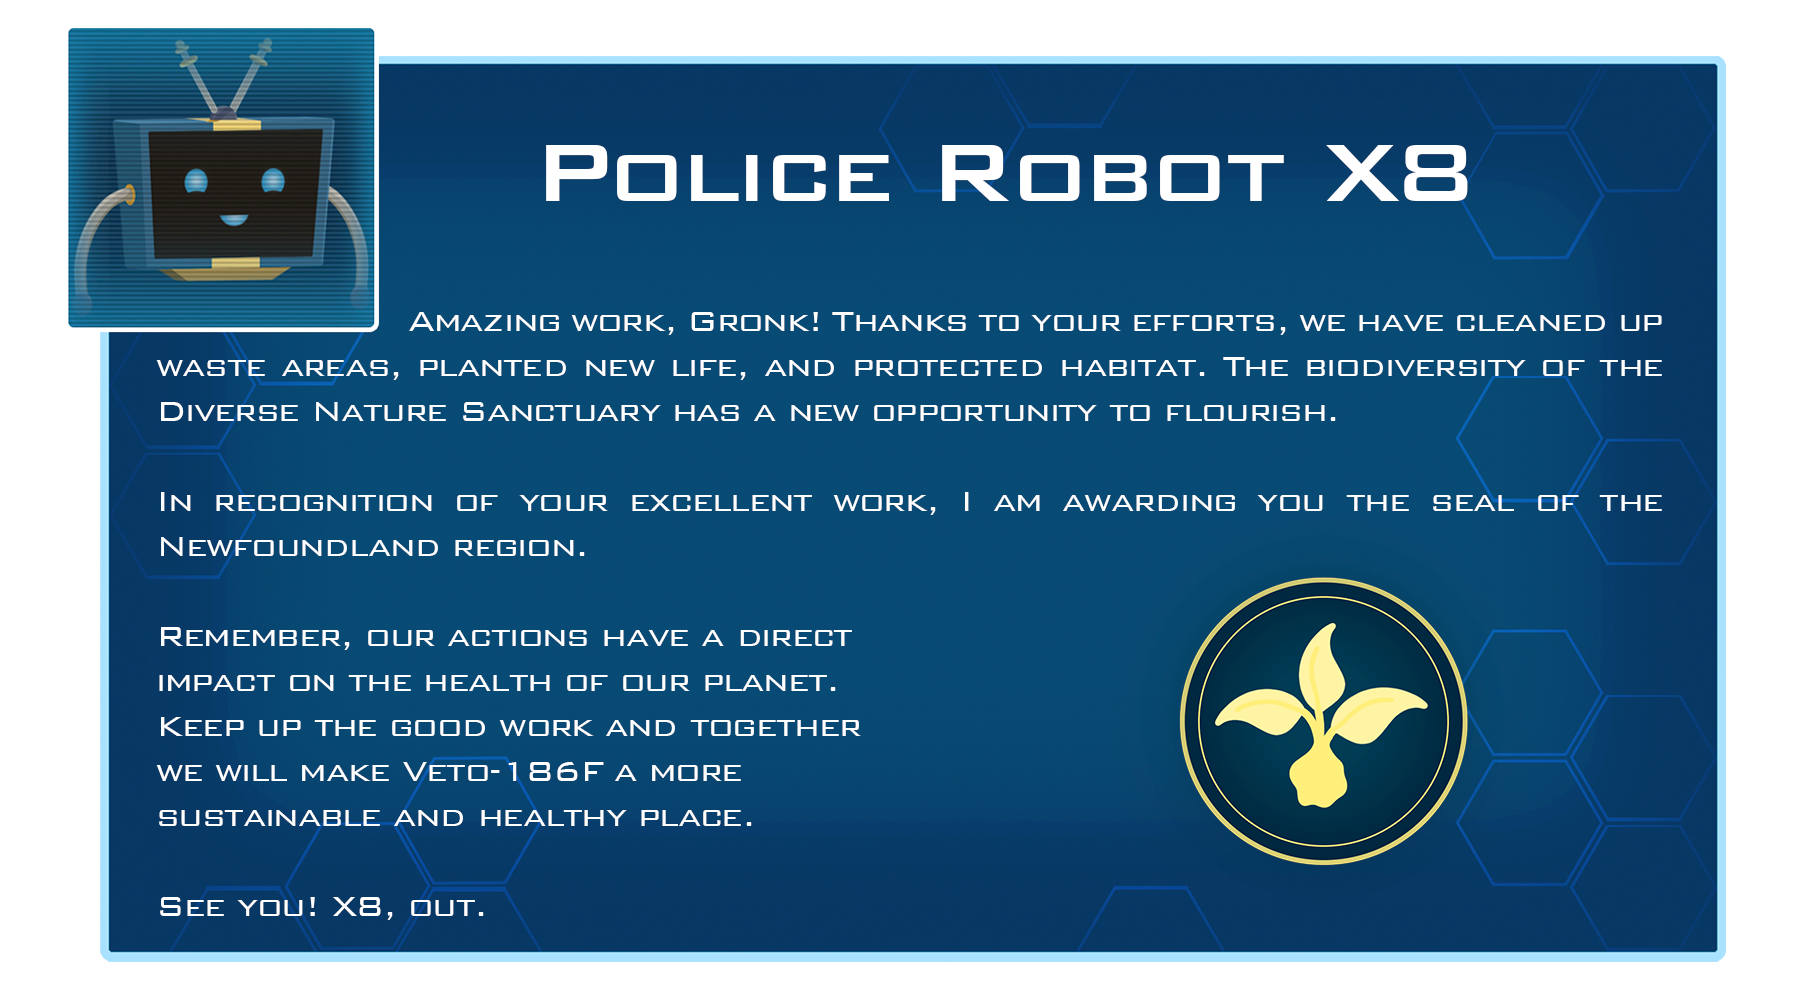 Police Robot X8
Amazing work, Gronk! Thanks to your efforts, we have cleaned up
waste areas, planted new life, and protected habitat. The biodiversity of the
Diverse Nature Sanctuary has a new opportunity to flourish.
In recognition of your excellent work, I am awarding you the seal of the
Newfoundland region.
Remember, our actions have a direct
impact on the health of our planet.
Keep up the good work and together
we will make Veto-186F a more
sustainable and healthy place.
See you! X8, out.